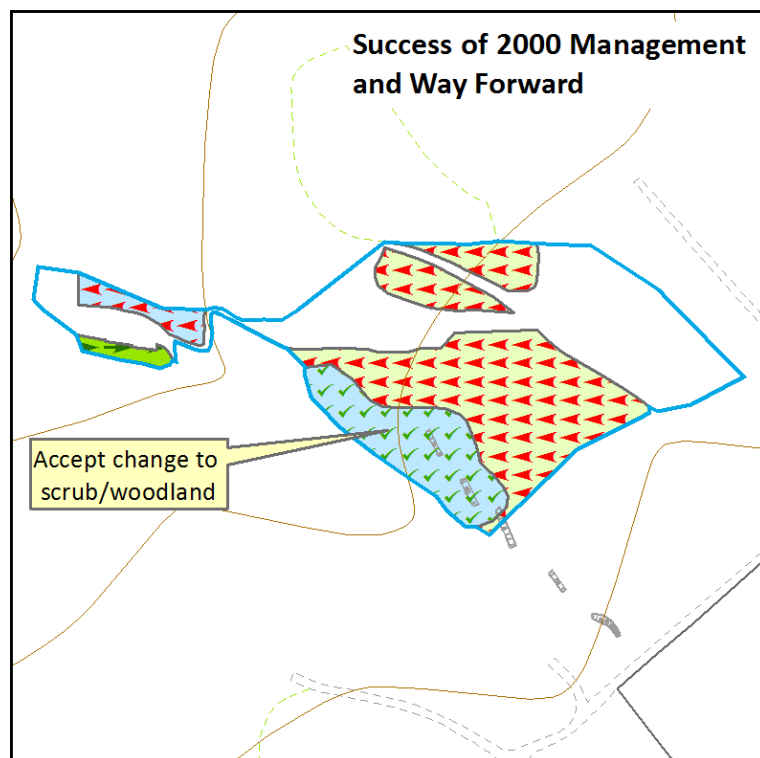 Success of 2000 Management
and Way Forward
Accept change to
scrub/woodland